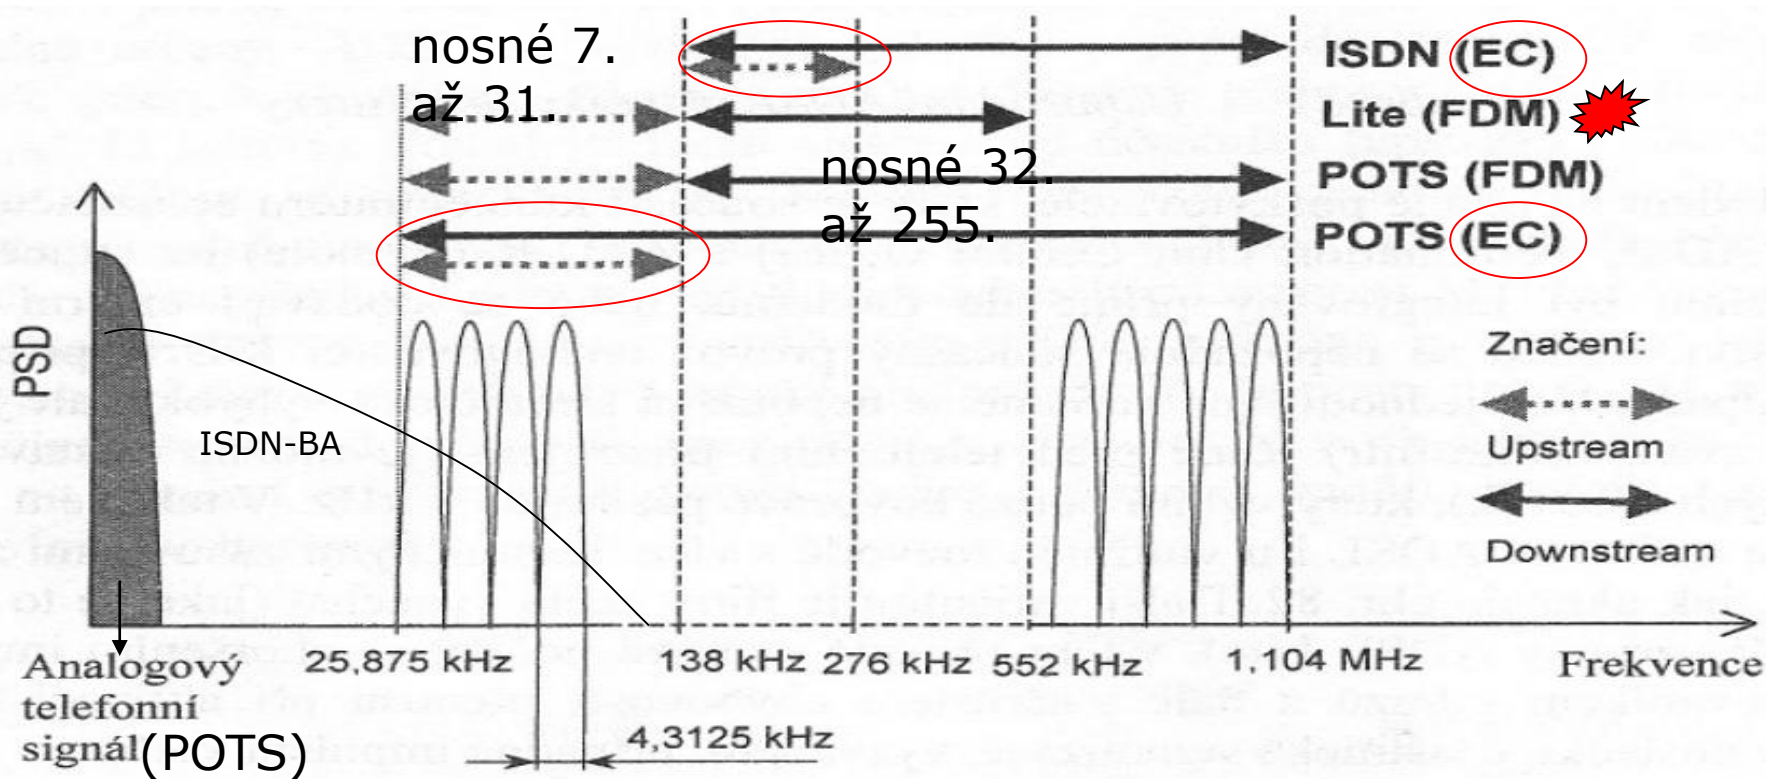 nosné 7.
až 31.
ISDN (EC)
Lite (FDM)
nosné 32.
až 255.
POTS (FDM)
POTS (EC)
PSD
ISDN-BA
Značení:
Upstream
Downstream
25,875 kHz
138 kHz
276 kHz
552 kHz
1,104 MHz
Frekvence
Analogový
telefonní
signál (POTS)
4,3125 kHz